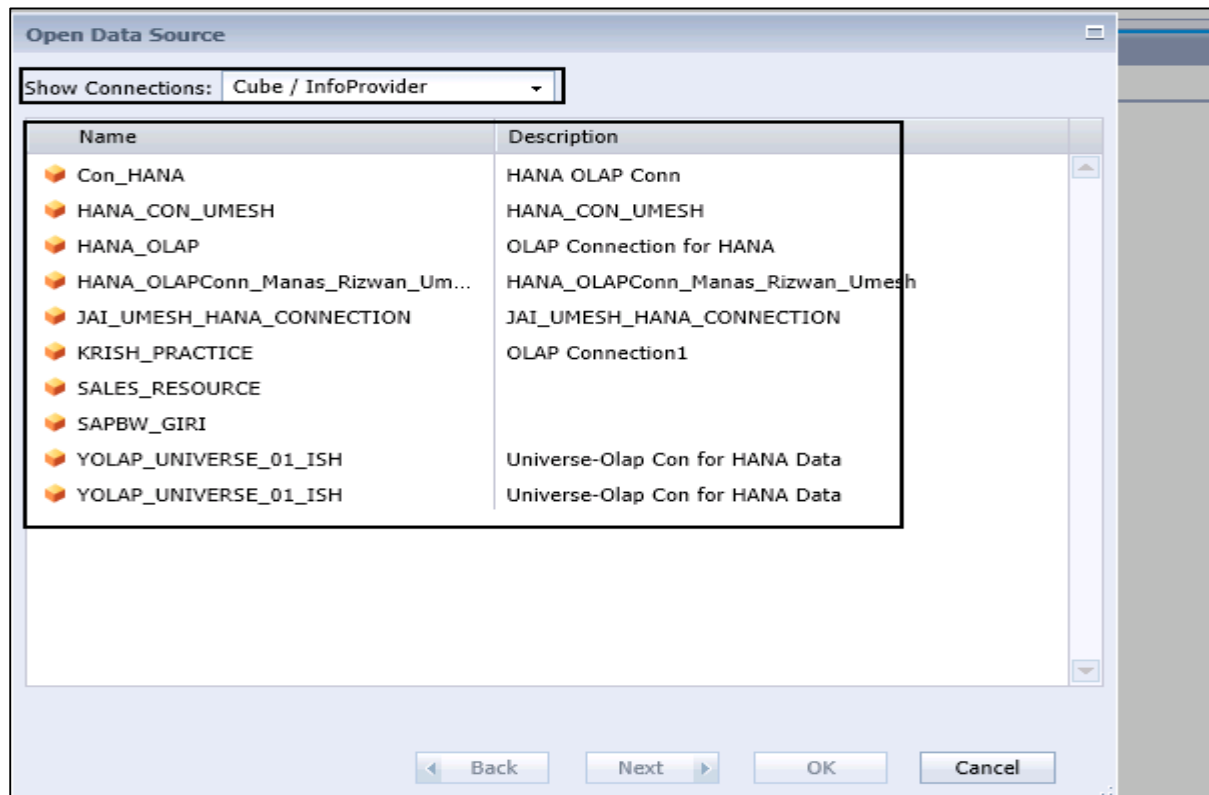 Open Data Source
Show Connections: Cube / InfoProvider
Name Description
Con_HANA HANA OLAP Conn
HANA_CON_UMESH HANA_CON_UMESH
HANA_OLAP OLAP Connection for HANA
HANA_OLAPConn_Manas_Rizwan_Um... HANA_OLAPConn_Manas_Rizwan_Umesh
JAI_UMESH_HANA_CONNECTION JAI_UMESH_HANA_CONNECTION
KRISH_PRACTICE OLAP Connection1
SALES_RESOURCE
SAPBW_GIRI
YOLAP_UNIVERSE_01_ISH Universe-Olap Con for HANA Data
YOLAP_UNIVERSE_01_ISH Universe-Olap Con for HANA Data
Back Next OK Cancel